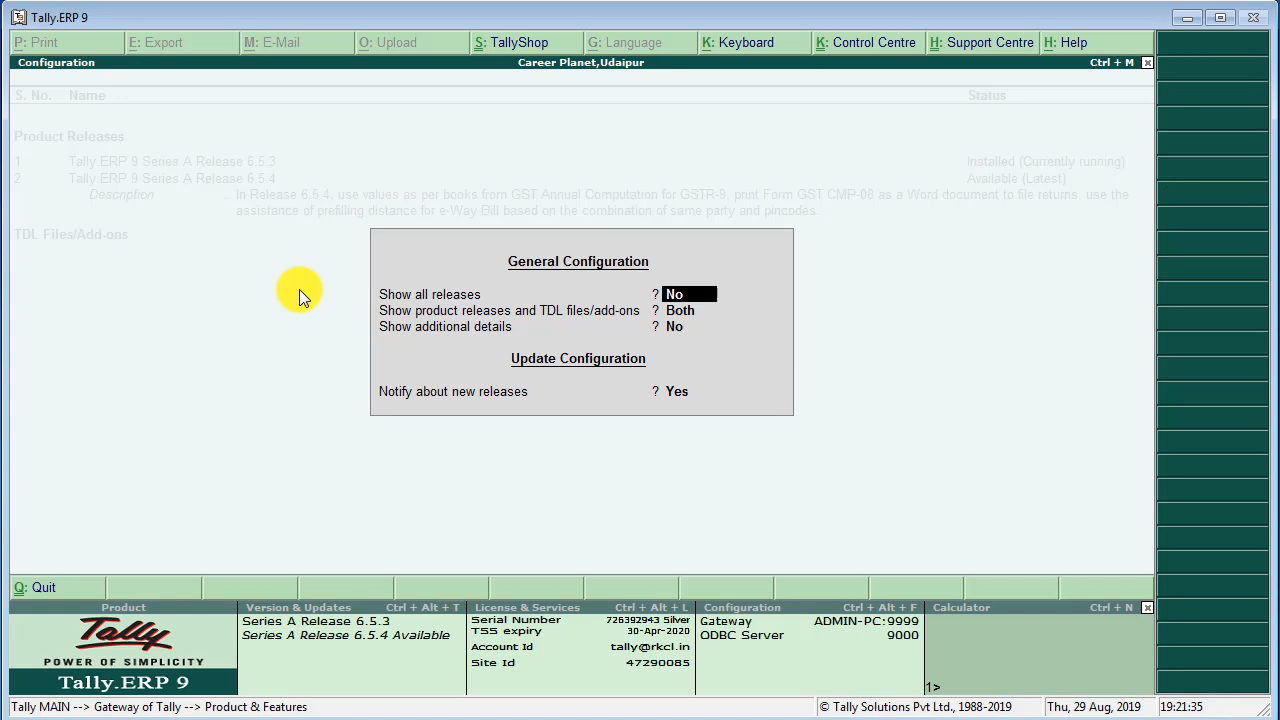 Tally.ERP 9
P: Print E: Export M: E-Mail O: Upload S: TallyShop G: Language K: Keyboard K: Control Centre H: Support Centre H: Help
Configuration Career Planet,Udaipur Ctrl + M
S. No. Name Status
Product Releases
1 Tally.ERP 9 Series A Release 6.5.3 Installed (Currently running)
2 Tally.ERP 9 Series A Release 6.5.4 Available (Latest)
Description : In Release 6.5.4, use values as per books from GST Annual Computation for GSTR-9, print Form GST CMP-08 as a Word document to file returns, use the
assistance of prefilling distance for e-Way Bill based on the combination of same party and pincodes.
TDL Files/Add-ons
General Configuration
Show all releases ? No
Show product releases and TDL files/add-ons ? Both
Show additional details ? No
Update Configuration
Notify about new releases ? Yes
Q: Quit
Product Version & Updates Ctrl + Alt + T License & Services Ctrl + Alt + L Configuration Ctrl + Alt + F Calculator Ctrl + N
Tally
POWER OF SIMPLICITY
Tally.ERP 9
Series A Release 6.5.3
Series A Release 6.5.4 Available
Serial Number 726392943 Silver
TSS expiry 30-Apr-2020
Account Id tally@rkcl.in
Site Id 47290085
Gateway ADMIN-PC:9999
ODBC Server 9000
1>
Tally MAIN --> Gateway of Tally --> Product & Features © Tally Solutions Pvt Ltd., 1988-2019 Thu, 29 Aug, 2019 19:21:35